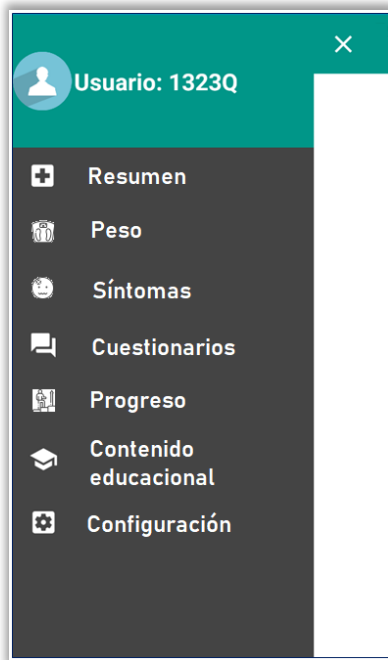 Usuario: 1323Q
Resumen
Peso
Síntomas
Cuestionarios
Progreso
Contenido
educacional
Configuración